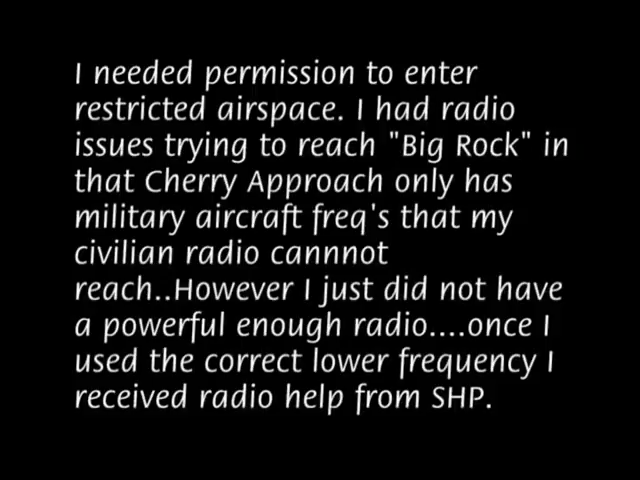 I needed permission to enter
restricted airspace. I had radio
issues trying to reach "Big Rock" in
that Cherry Approach only has
military aircraft freq's that my
civilian radio cannnot
reach..However I just did not have
a powerful enough radio....once I
used the correct lower frequency I
received radio help from SHP.